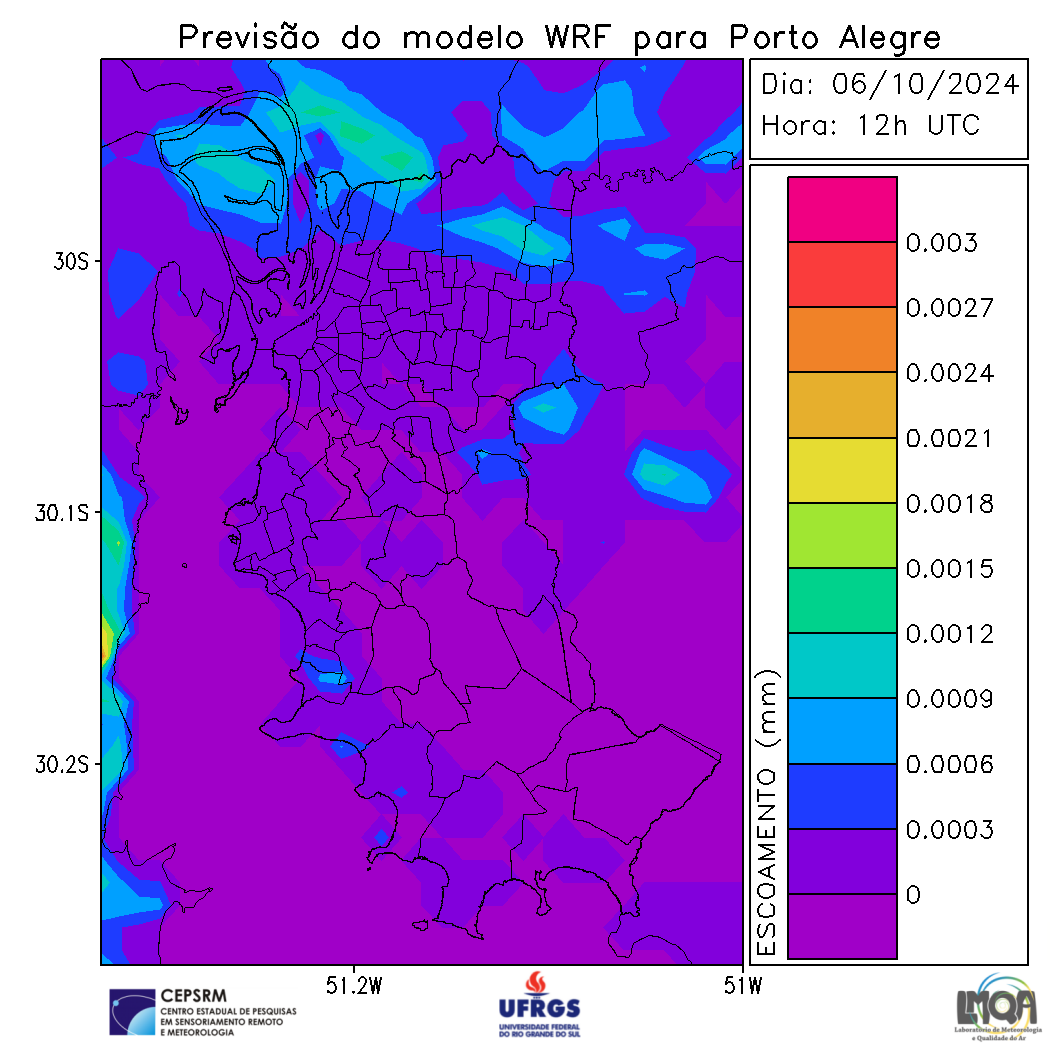 Previsão do modelo WRF para Porto Alegre
Dia: 06/10/2024
Hora: 12h UTC
30S
30.1S
30.2S
51.2W
51W
ESCOAMENTO (mm)
0.003
0.0027
0.0024
0.0021
0.0018
0.0015
0.0012
0.0009
0.0006
0.0003
0
CEPSRM
CENTRO ESTADUAL DE PESQUISAS
EM SENSORIAMENTO REMOTO
E METEOROLOGIA
UFRGS
UNIVERSIDADE FEDERAL
DO RIO GRANDE DO SUL
LMQA
Laboratório de Meteorologia
e Qualidade do Ar